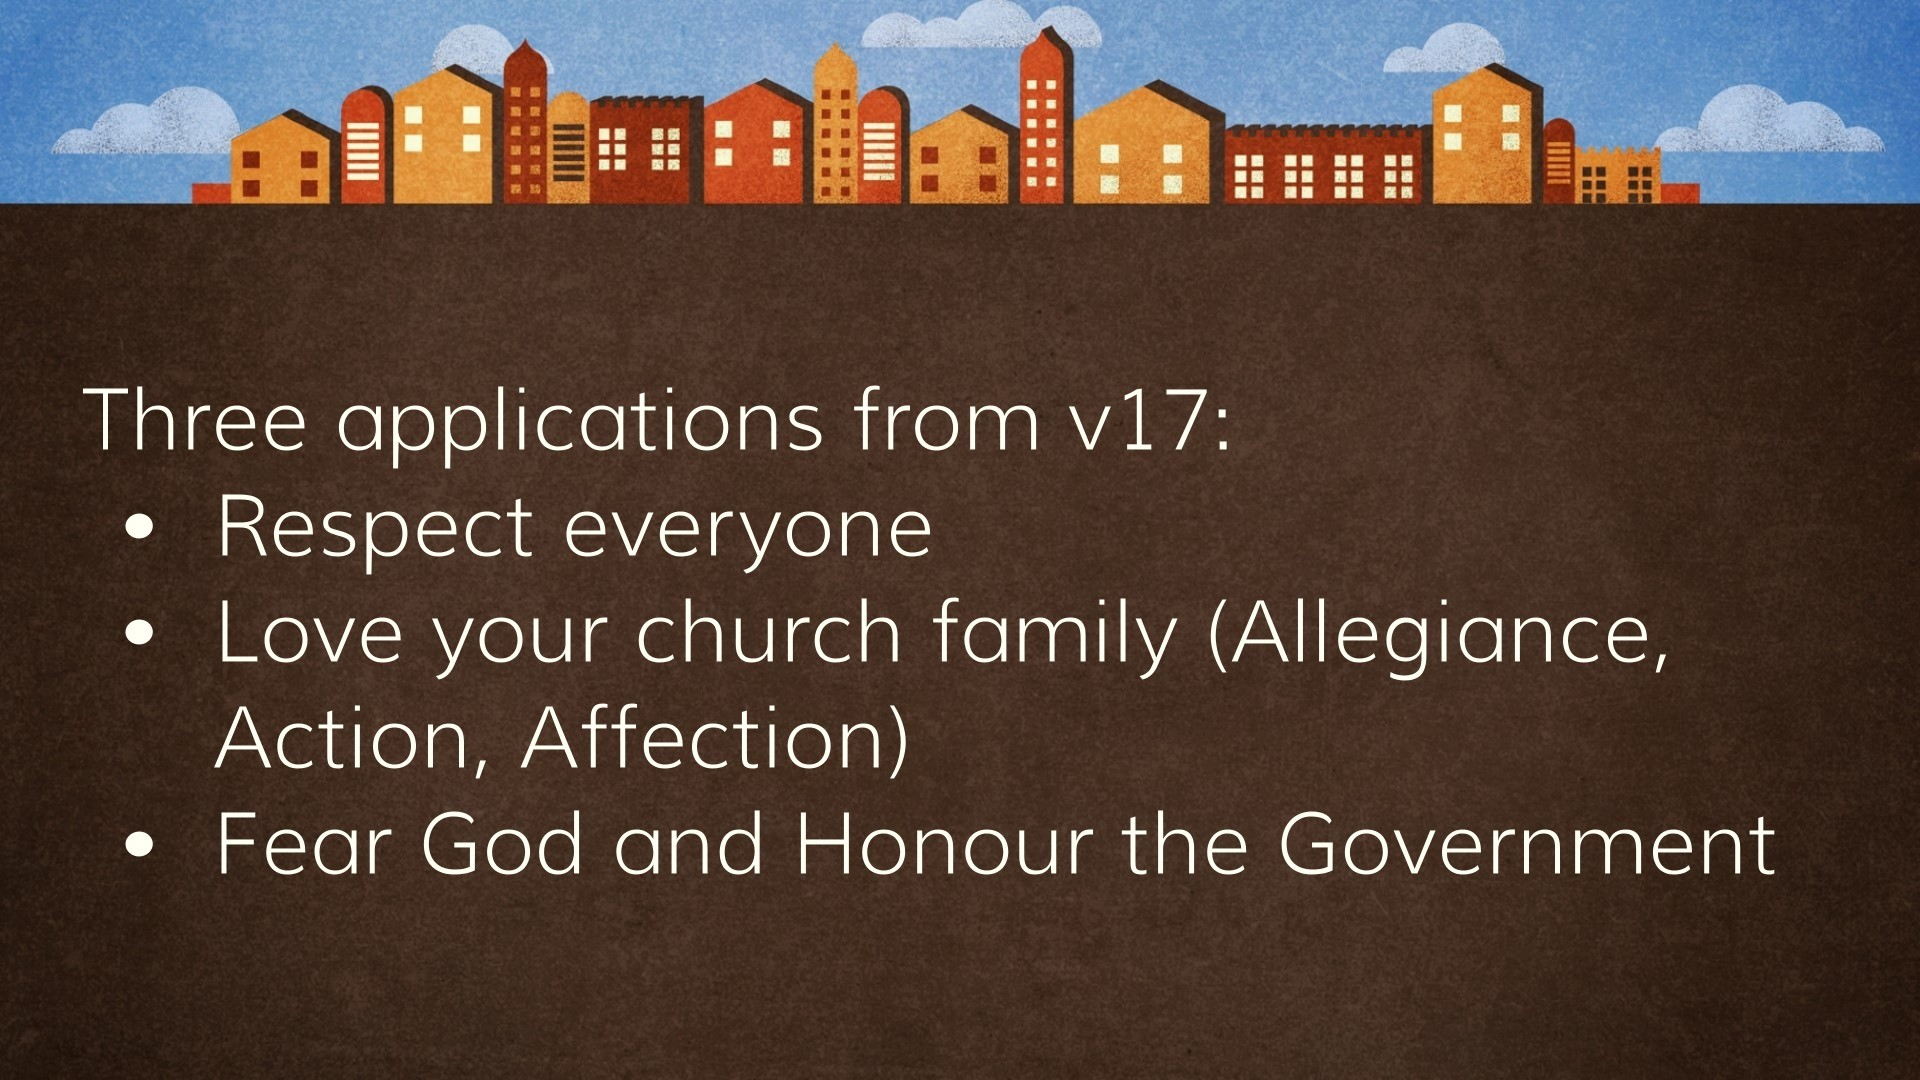 Three applications from v17:
• Respect everyone
• Love your church family (Allegiance,
Action, Affection)
• Fear God and Honour the Government